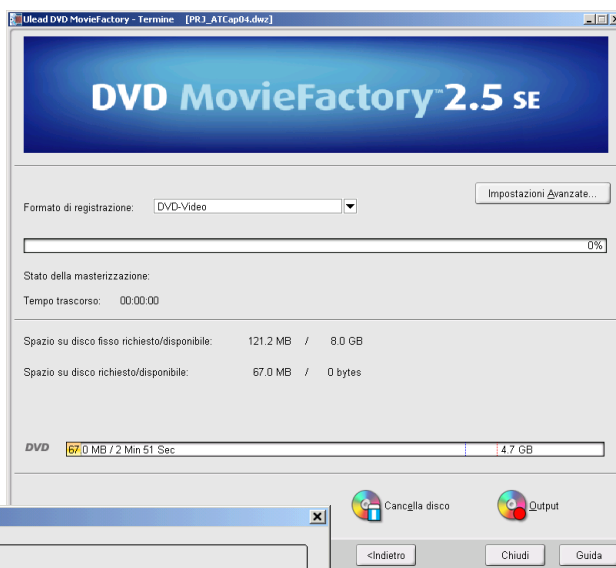 Ulead DVD MovieFactory - Termine [PRJ_ATCap04.dwz]
DVD MovieFactory™ 2.5 SE
Impostazioni Avanzate...
Formato di registrazione: DVD-Video
0%
Stato della masterizzazione:
Tempo trascorso: 00:00:00
Spazio su disco fisso richiesto/disponibile: 121.2 MB / 8.0 GB
Spazio su disco richiesto/disponibile: 67.0 MB / 0 bytes
DVD 67.0 MB / 2 Min 51 Sec 4.7 GB
Cancella disco Output
<Indietro Chiudi Guida